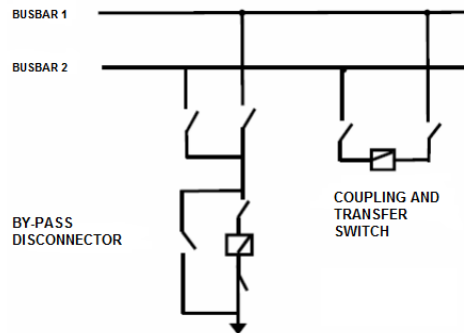 BUSBAR 1
BUSBAR 2
COUPLING AND
TRANSFER
SWITCH
BY-PASS
DISCONNECTOR